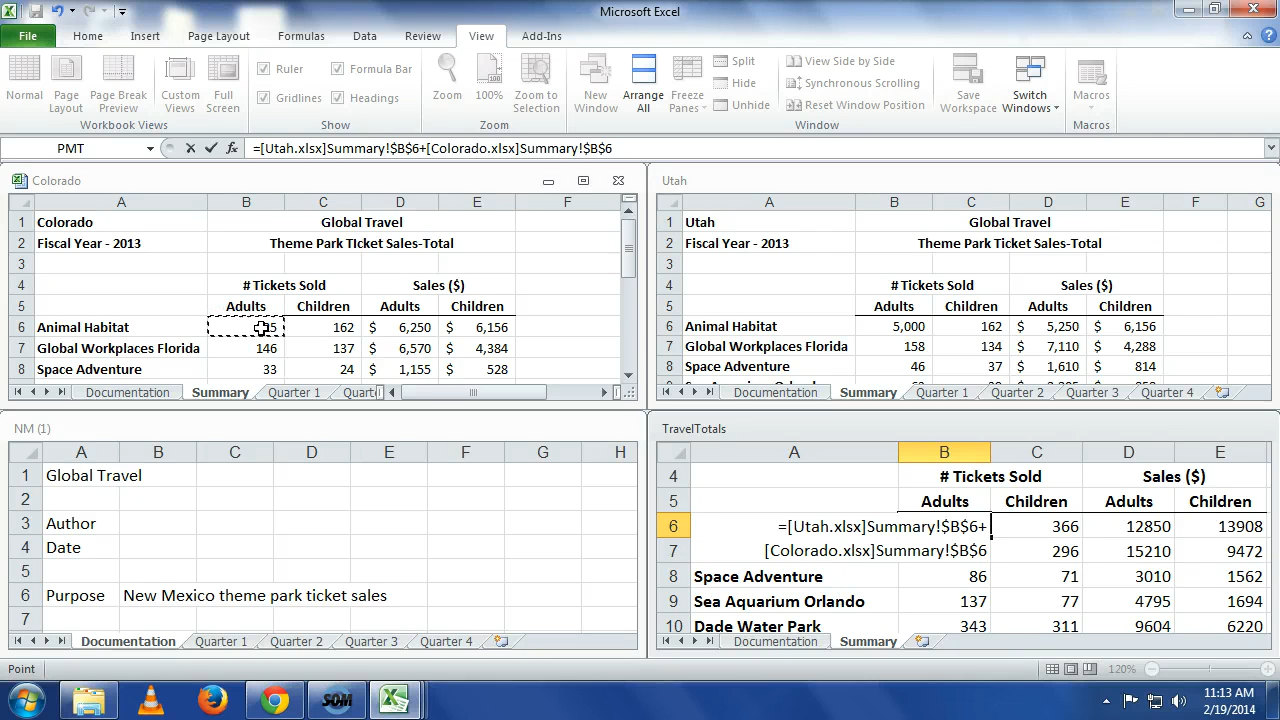 Microsoft Excel
File Home Insert Page Layout Formulas Data Review View Add-Ins
Normal Page Layout Page Break Preview Custom Views Full Screen
Workbook Views
Ruler Formula Bar
Gridlines Headings
Show
Zoom 100% Zoom to Selection
Zoom
New Window Arrange All Freeze Panes
Split View Side by Side
Hide Synchronous Scrolling
Unhide Reset Window Position
Window
Save Workspace Switch Windows
Macros
Macros
PMT fx =[Utah.xlsx]Summary!$B$6+[Colorado.xlsx]Summary!$B$6
Colorado
A B C D E F
1 Colorado Global Travel
2 Fiscal Year - 2013 Theme Park TIcket Sales-Total
3
4 # Tickets Sold Sales ($)
5 Adults Children Adults Children
6 Animal Habitat 162 $ 6,250 $ 6,156
7 Global Workplaces Florida 146 137 $ 6,570 $ 4,384
8 Space Adventure 33 24 $ 1,155 $ 528
Documentation Summary Quarter 1 Quart
Utah
A B C D E F G
1 Utah Global Travel
2 Fiscal Year - 2013 Theme Park Ticket Sales-Total
3
4 # Tickets Sold Sales ($)
5 Adults Children Adults Children
6 Animal Habitat 5,000 162 $ 5,250 $ 6,156
7 Global Workplaces Florida 158 134 $ 7,110 $ 4,288
8 Space Adventure 46 37 $ 1,610 $ 814
Documentation Summary Quarter 1 Quarter 2 Quarter 3 Quarter 4
NM (1)
A B C D E F G H
1 Global Travel
2
3 Author
4 Date
5
6 Purpose New Mexico theme park ticket sales
7
Documentation Quarter 1 Quarter 2 Quarter 3 Quarter 4
TravelTotals
A B C D E
4 # Tickets Sold Sales ($)
5 Adults Children Adults Children
6 =[Utah.xlsx]Summary!$B$6+ 366 12850 13908
7 [Colorado.xlsx]Summary!$B$6 296 15210 9472
8 Space Adventure 86 71 3010 1562
9 Sea Aquarium Orlando 137 77 4795 1694
10 Dade Water Park 343 311 9604 6220
Documentation Summary
Point 120%
SOM
11:13 AM
2/19/2014